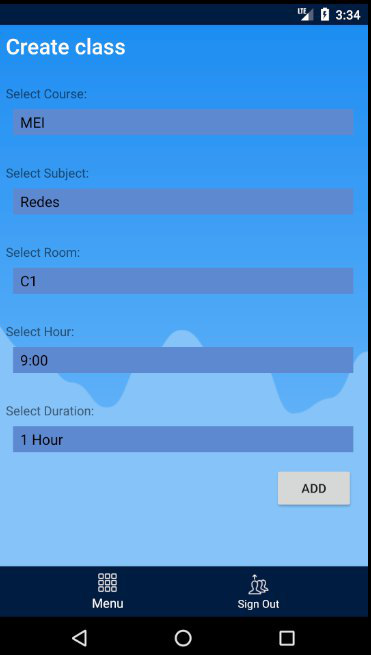 LTE 3:34
Create class
Select Course:
MEI
Select Subject:
Redes
Select Room:
C1
Select Hour:
9:00
Select Duration:
1 Hour
ADD
Menu Sign Out